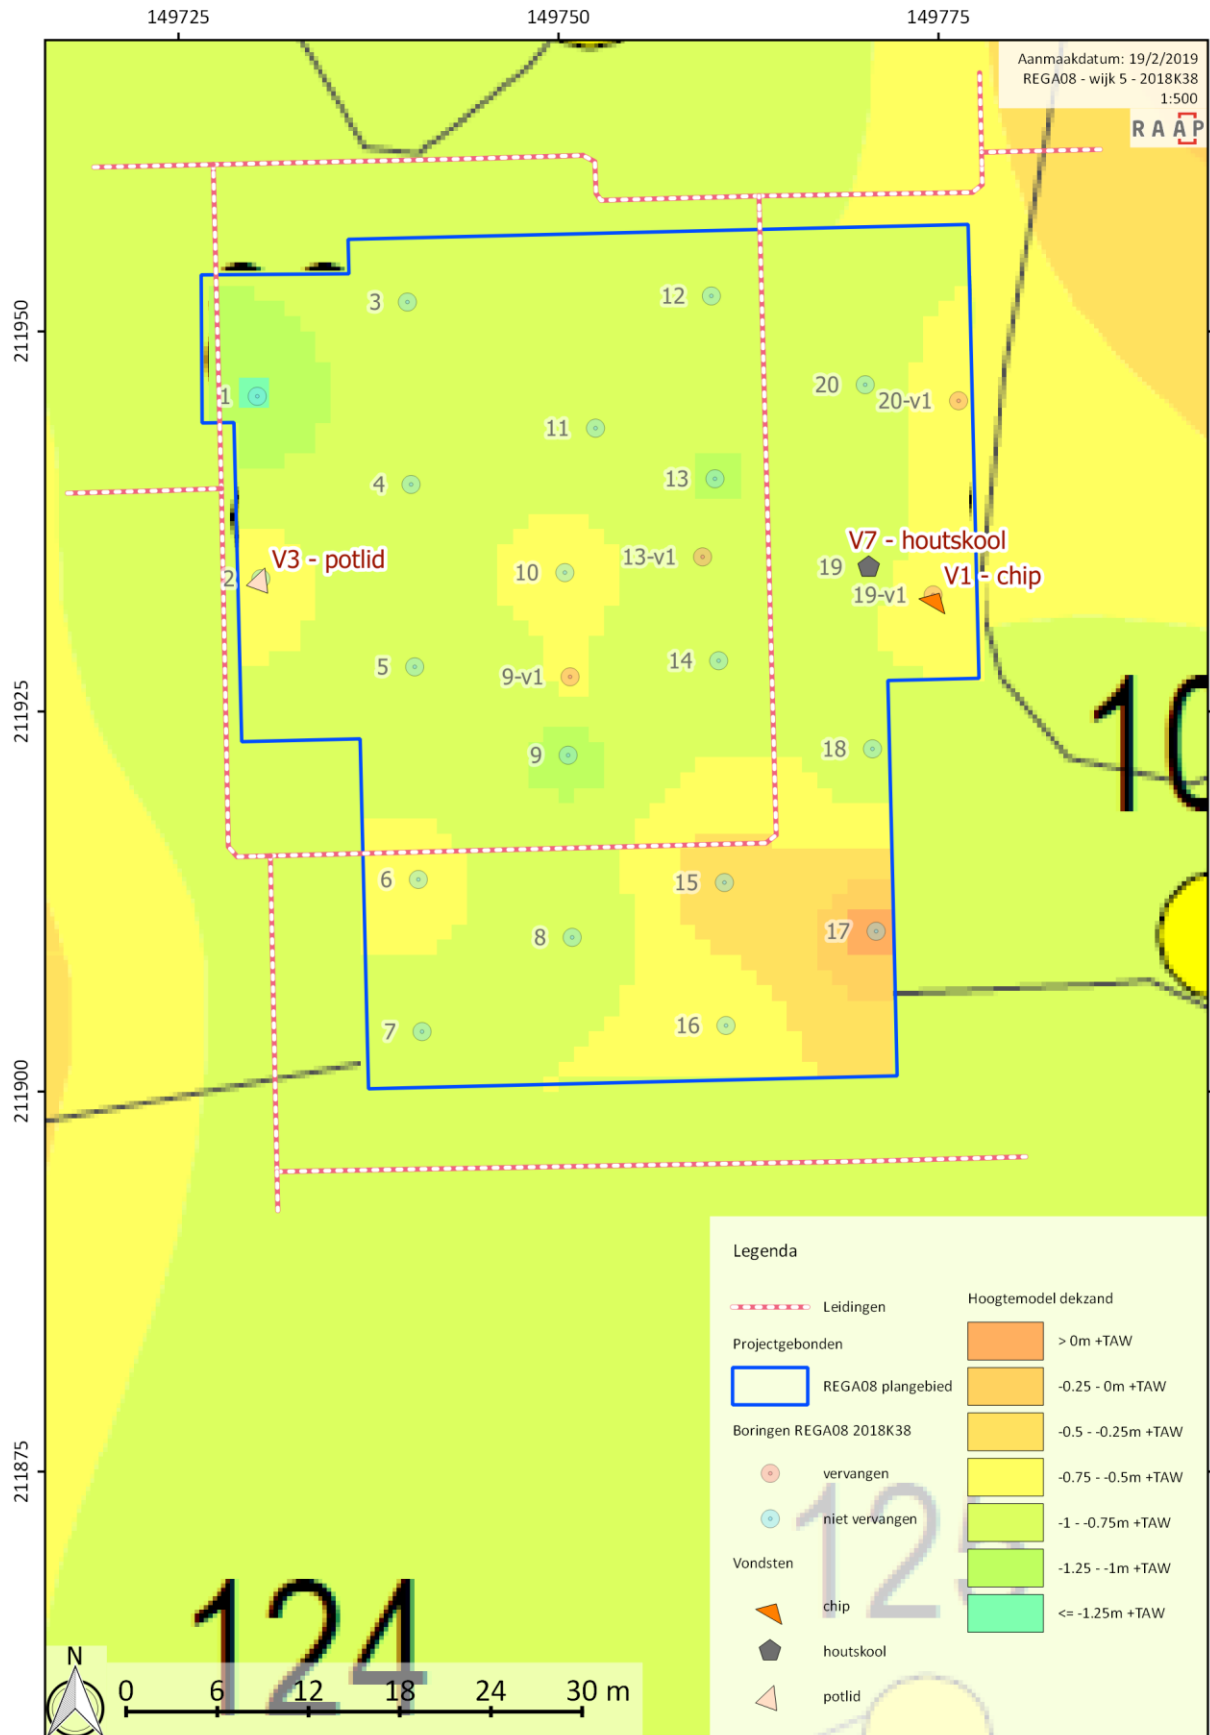 149725
149750
149775
Aanmaakdatum: 19/2/2019
REGA08 - wijk 5 - 2018K38
1:500
RAAP
211950
211925
211900
211875
3
12
1
20
20-v1
11
4
13
V3 - potlid
2
10
13-v1
V7 - houtskool
19
V1 - chip
19-v1
5
14
9-v1
9
18
10
6
15
8
17
7
16
Legenda
Leidingen
Projectgebonden
REGA08 plangebied
Boringen REGA08 2018K38
vervangen
niet vervangen
Vondsten
chip
houtskool
potlid
Hoogtemodel dekzand
> 0m +TAW
-0.25 - 0m +TAW
-0.5 - -0.25m +TAW
-0.75 - -0.5m +TAW
-1 - -0.75m +TAW
-1.25 - -1m +TAW
<= -1.25m +TAW
125
124
N
0 6 12 18 24 30 m